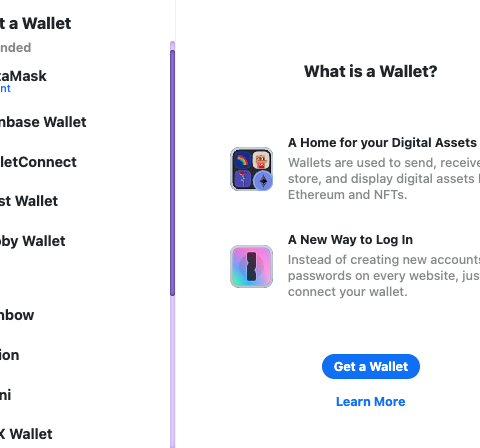 t a Wallet
nded
taMask
nt
nbase Wallet
letConnect
st Wallet
by Wallet
nbow
ion
ni
X Wallet
What is a Wallet?
A Home for your Digital Assets
Wallets are used to send, receive
store, and display digital assets l
Ethereum and NFTs.
A New Way to Log In
Instead of creating new accounts
passwords on every website, jus
connect your wallet.
Get a Wallet
Learn More